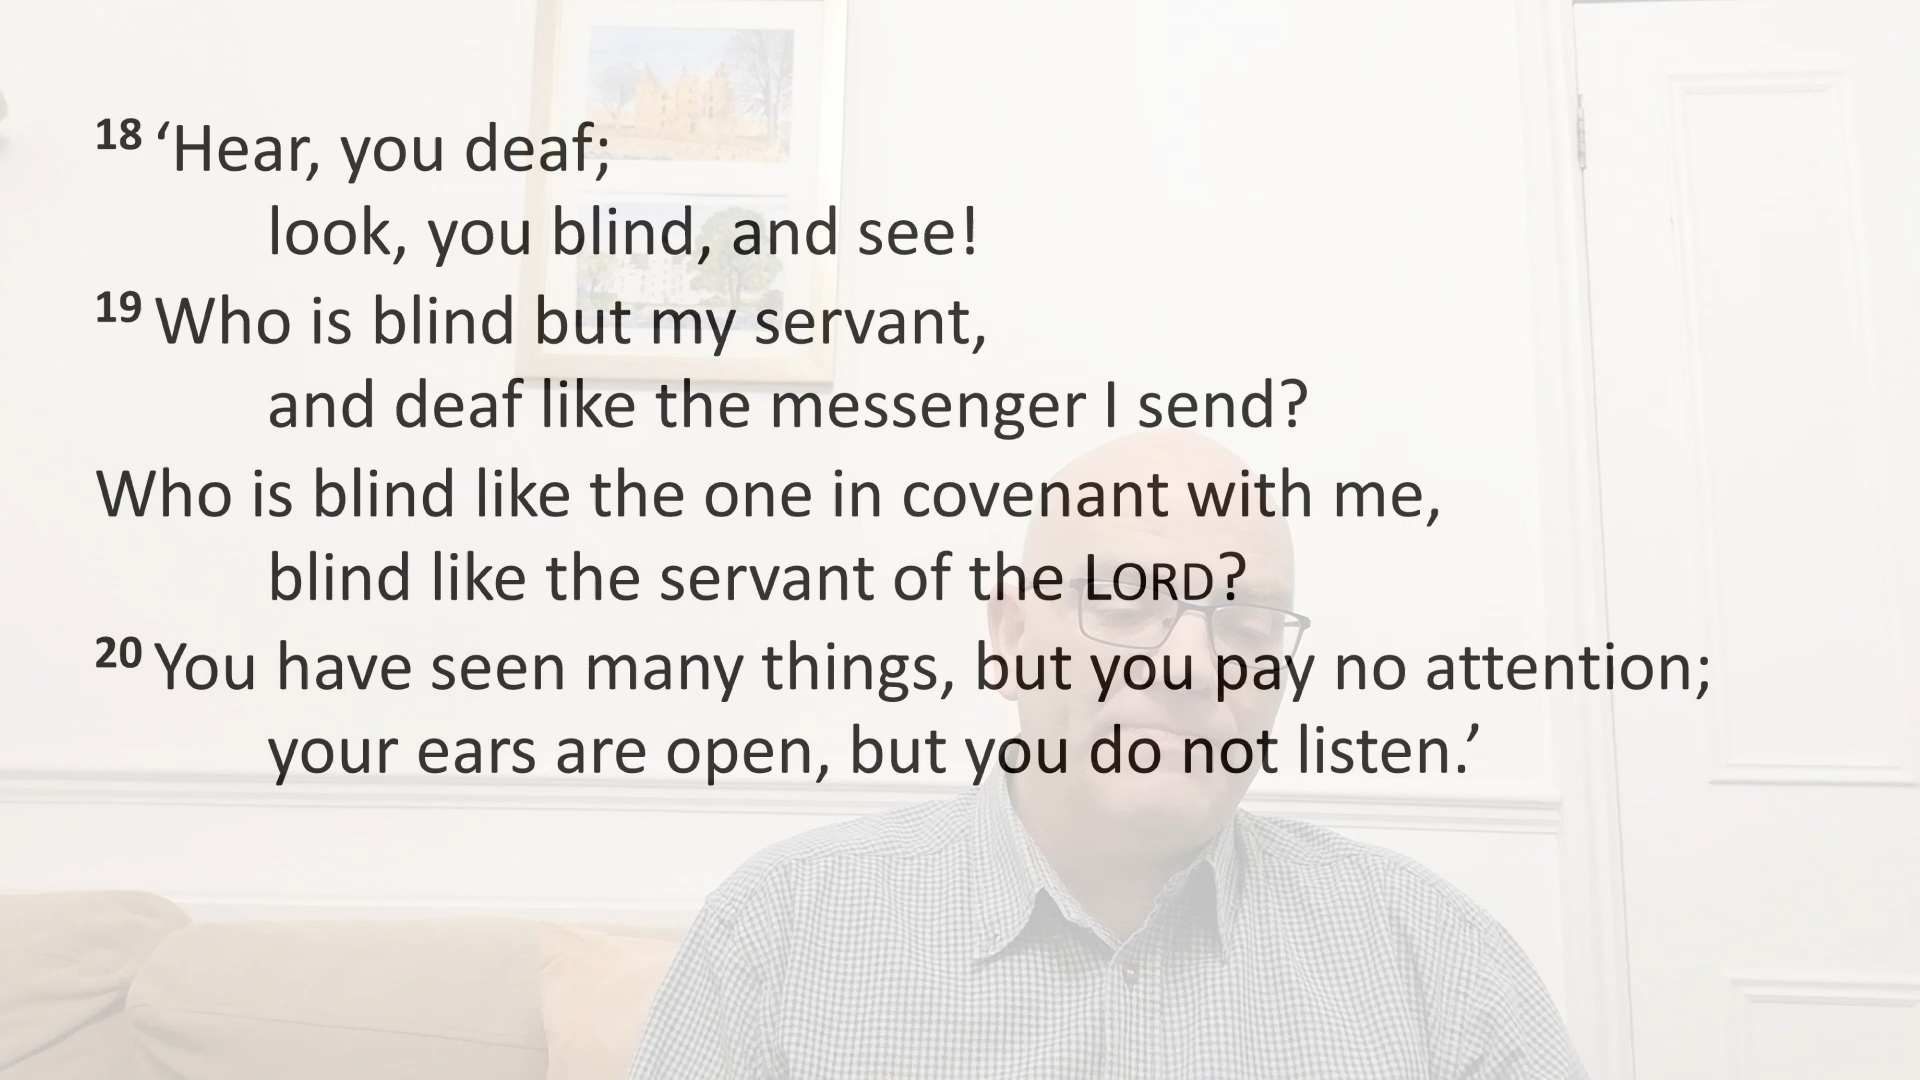 18 ‘Hear, you deaf;
look, you blind, and see!
19 Who is blind but my servant,
and deaf like the messenger I send?
Who is blind like the one in covenant with me,
blind like the servant of the LORD?
20 You have seen many things, but you pay no attention;
your ears are open, but you do not listen.’